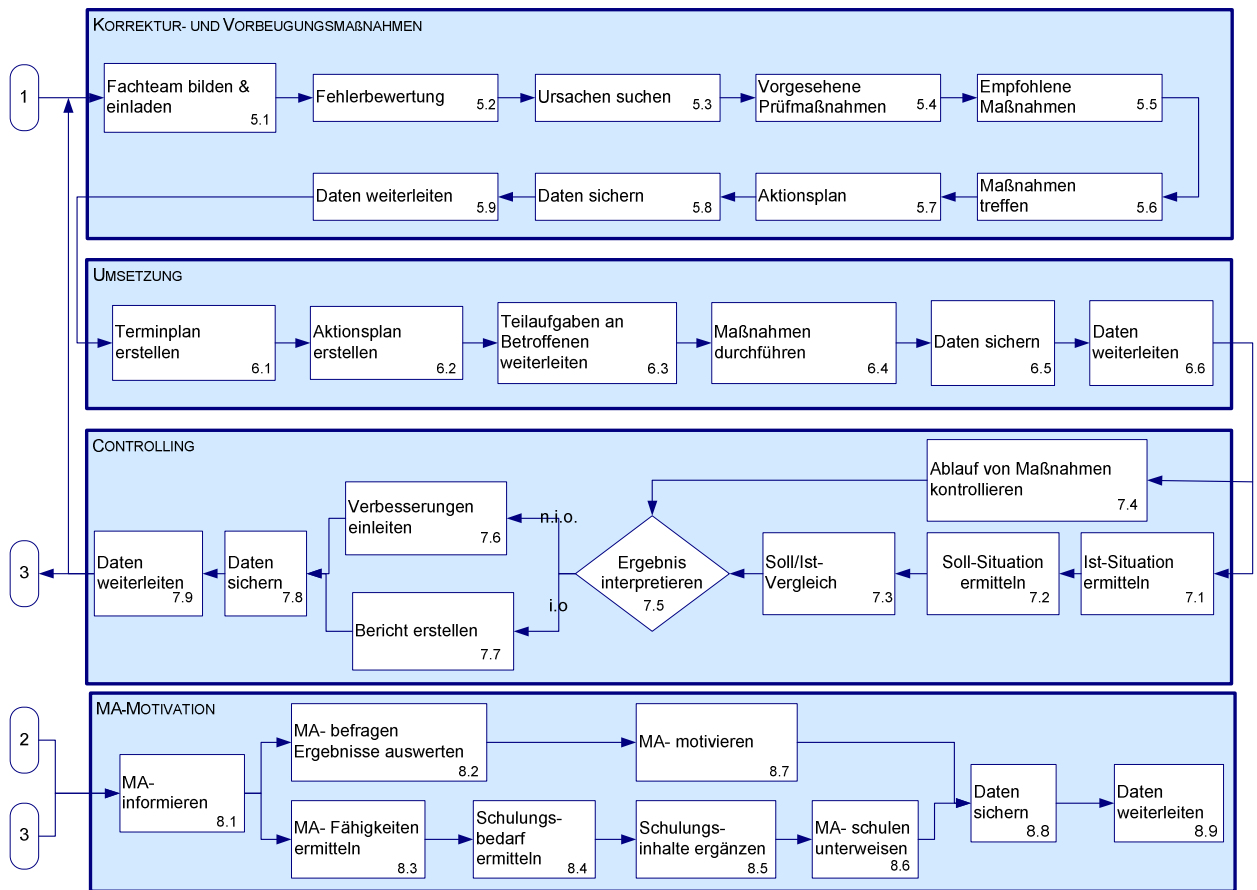 KORREKTUR- UND VORBEUGUNGSMAßNAHMEN
1
Fachteam bilden &
einladen
5.1
Fehlerbewertung
5.2
Ursachen suchen
5.3
Vorgesehene
Prüfmaßnahmen
5.4
Empfohlene
Maßnahmen
5.5
Maßnahmen
treffen
5.6
Aktionsplan
5.7
Daten sichern
5.8
Daten weiterleiten
5.9
UMSETZUNG
Terminplan
erstellen
6.1
Aktionsplan
erstellen
6.2
Teilaufgaben an
Betroffenen
weiterleiten
6.3
Maßnahmen
durchführen
6.4
Daten sichern
6.5
Daten
weiterleiten
6.6
CONTROLLING
Ablauf von Maßnahmen
kontrollieren
7.4
Ist-Situation
ermitteln
7.1
Soll-Situation
ermitteln
7.2
Soll/Ist-
Vergleich
7.3
Ergebnis
interpretieren
7.5
n.i.o.
i.o
Verbesserungen
einleiten
7.6
Bericht erstellen
7.7
Daten
sichern
7.8
Daten
weiterleiten
7.9
3
MA-MOTIVATION
2
3
MA-
informieren
8.1
MA- befragen
Ergebnisse auswerten
8.2
MA- motivieren
8.7
MA- Fähigkeiten
ermitteln
8.3
Schulungs-
bedarf
ermitteln
8.4
Schulungs-
inhalte ergänzen
8.5
MA- schulen
unterweisen
8.6
Daten
sichern
8.8
Daten
weiterleiten
8.9